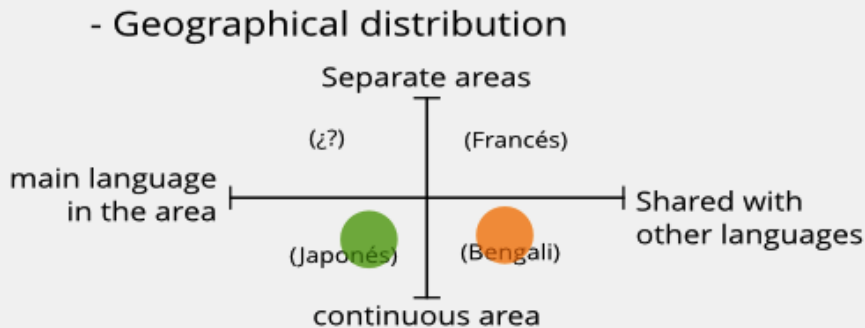 - Geographical distribution
Separate areas
(¿?)
(Francés)
main language
in the area
Shared with
other languages
(Japonés)
(Bengali)
continuous area